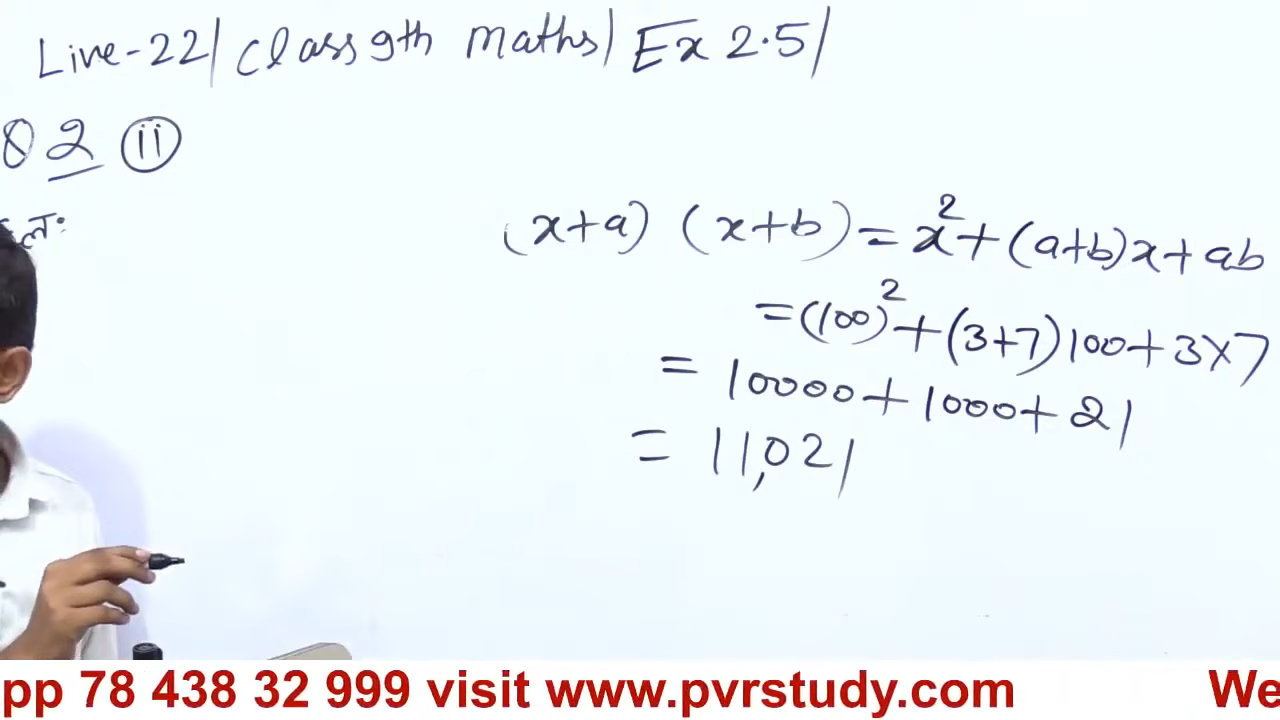 Live-22| Class 9th maths| Ex 2.5|
Q 2 (ii)
(x+a) (x+b) = x² + (a+b)x + ab
= (100)² + (3+7)100 + 3×7
= 10000 + 1000 + 21
= 11,021
pp 78 438 32 999 visit www.pvrstudy.com We